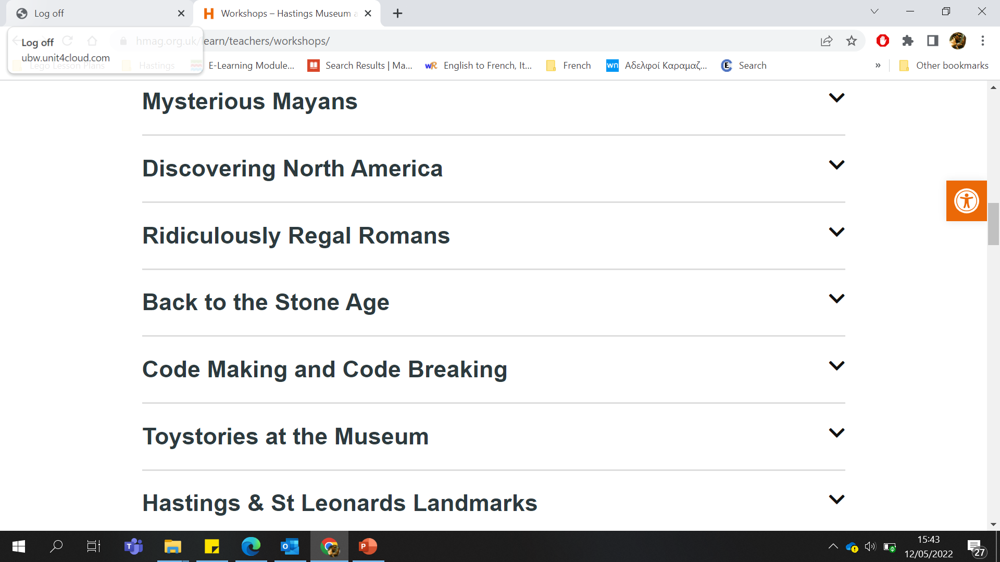 Log off
Workshops – Hastings Museum a
Log off
ubw.unit4cloud.com
hmag.org.uk/learn/teachers/workshops/
Lego Lesson Plans
Hastings
E-Learning Module...
Search Results | Ma...
English to French, It...
French
Αδελφοί Καραμαζ...
Search
»
Other bookmarks
Mysterious Mayans
Discovering North America
Ridiculously Regal Romans
Back to the Stone Age
Code Making and Code Breaking
Toystories at the Museum
Hastings & St Leonards Landmarks
15:43
12/05/2022
27